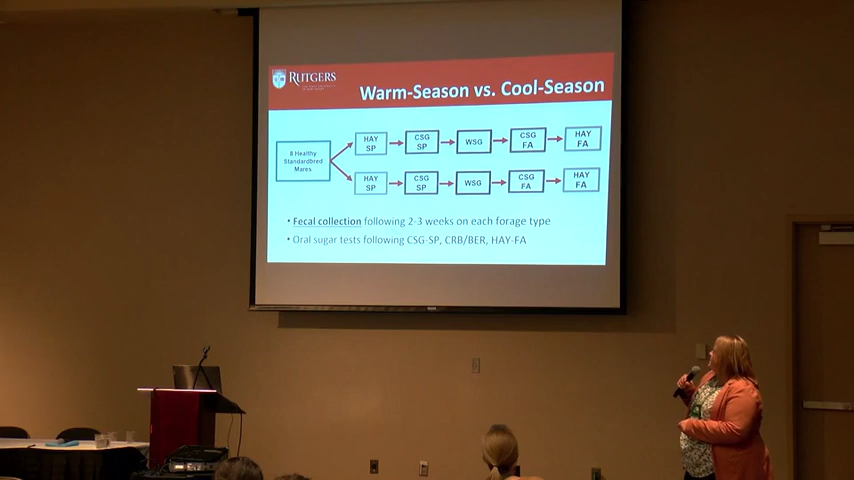 RUTGERS
Warm-Season vs. Cool-Season
8 Healthy
Standardbred
Mares
HAY
SP
CSG
SP
WSG
CSG
FA
HAY
FA
HAY
SP
CSG
SP
WSG
CSG
FA
HAY
FA
• Fecal collection following 2-3 weeks on each forage type
• Oral sugar tests following CSG-SP, CRB/BER, HAY-FA